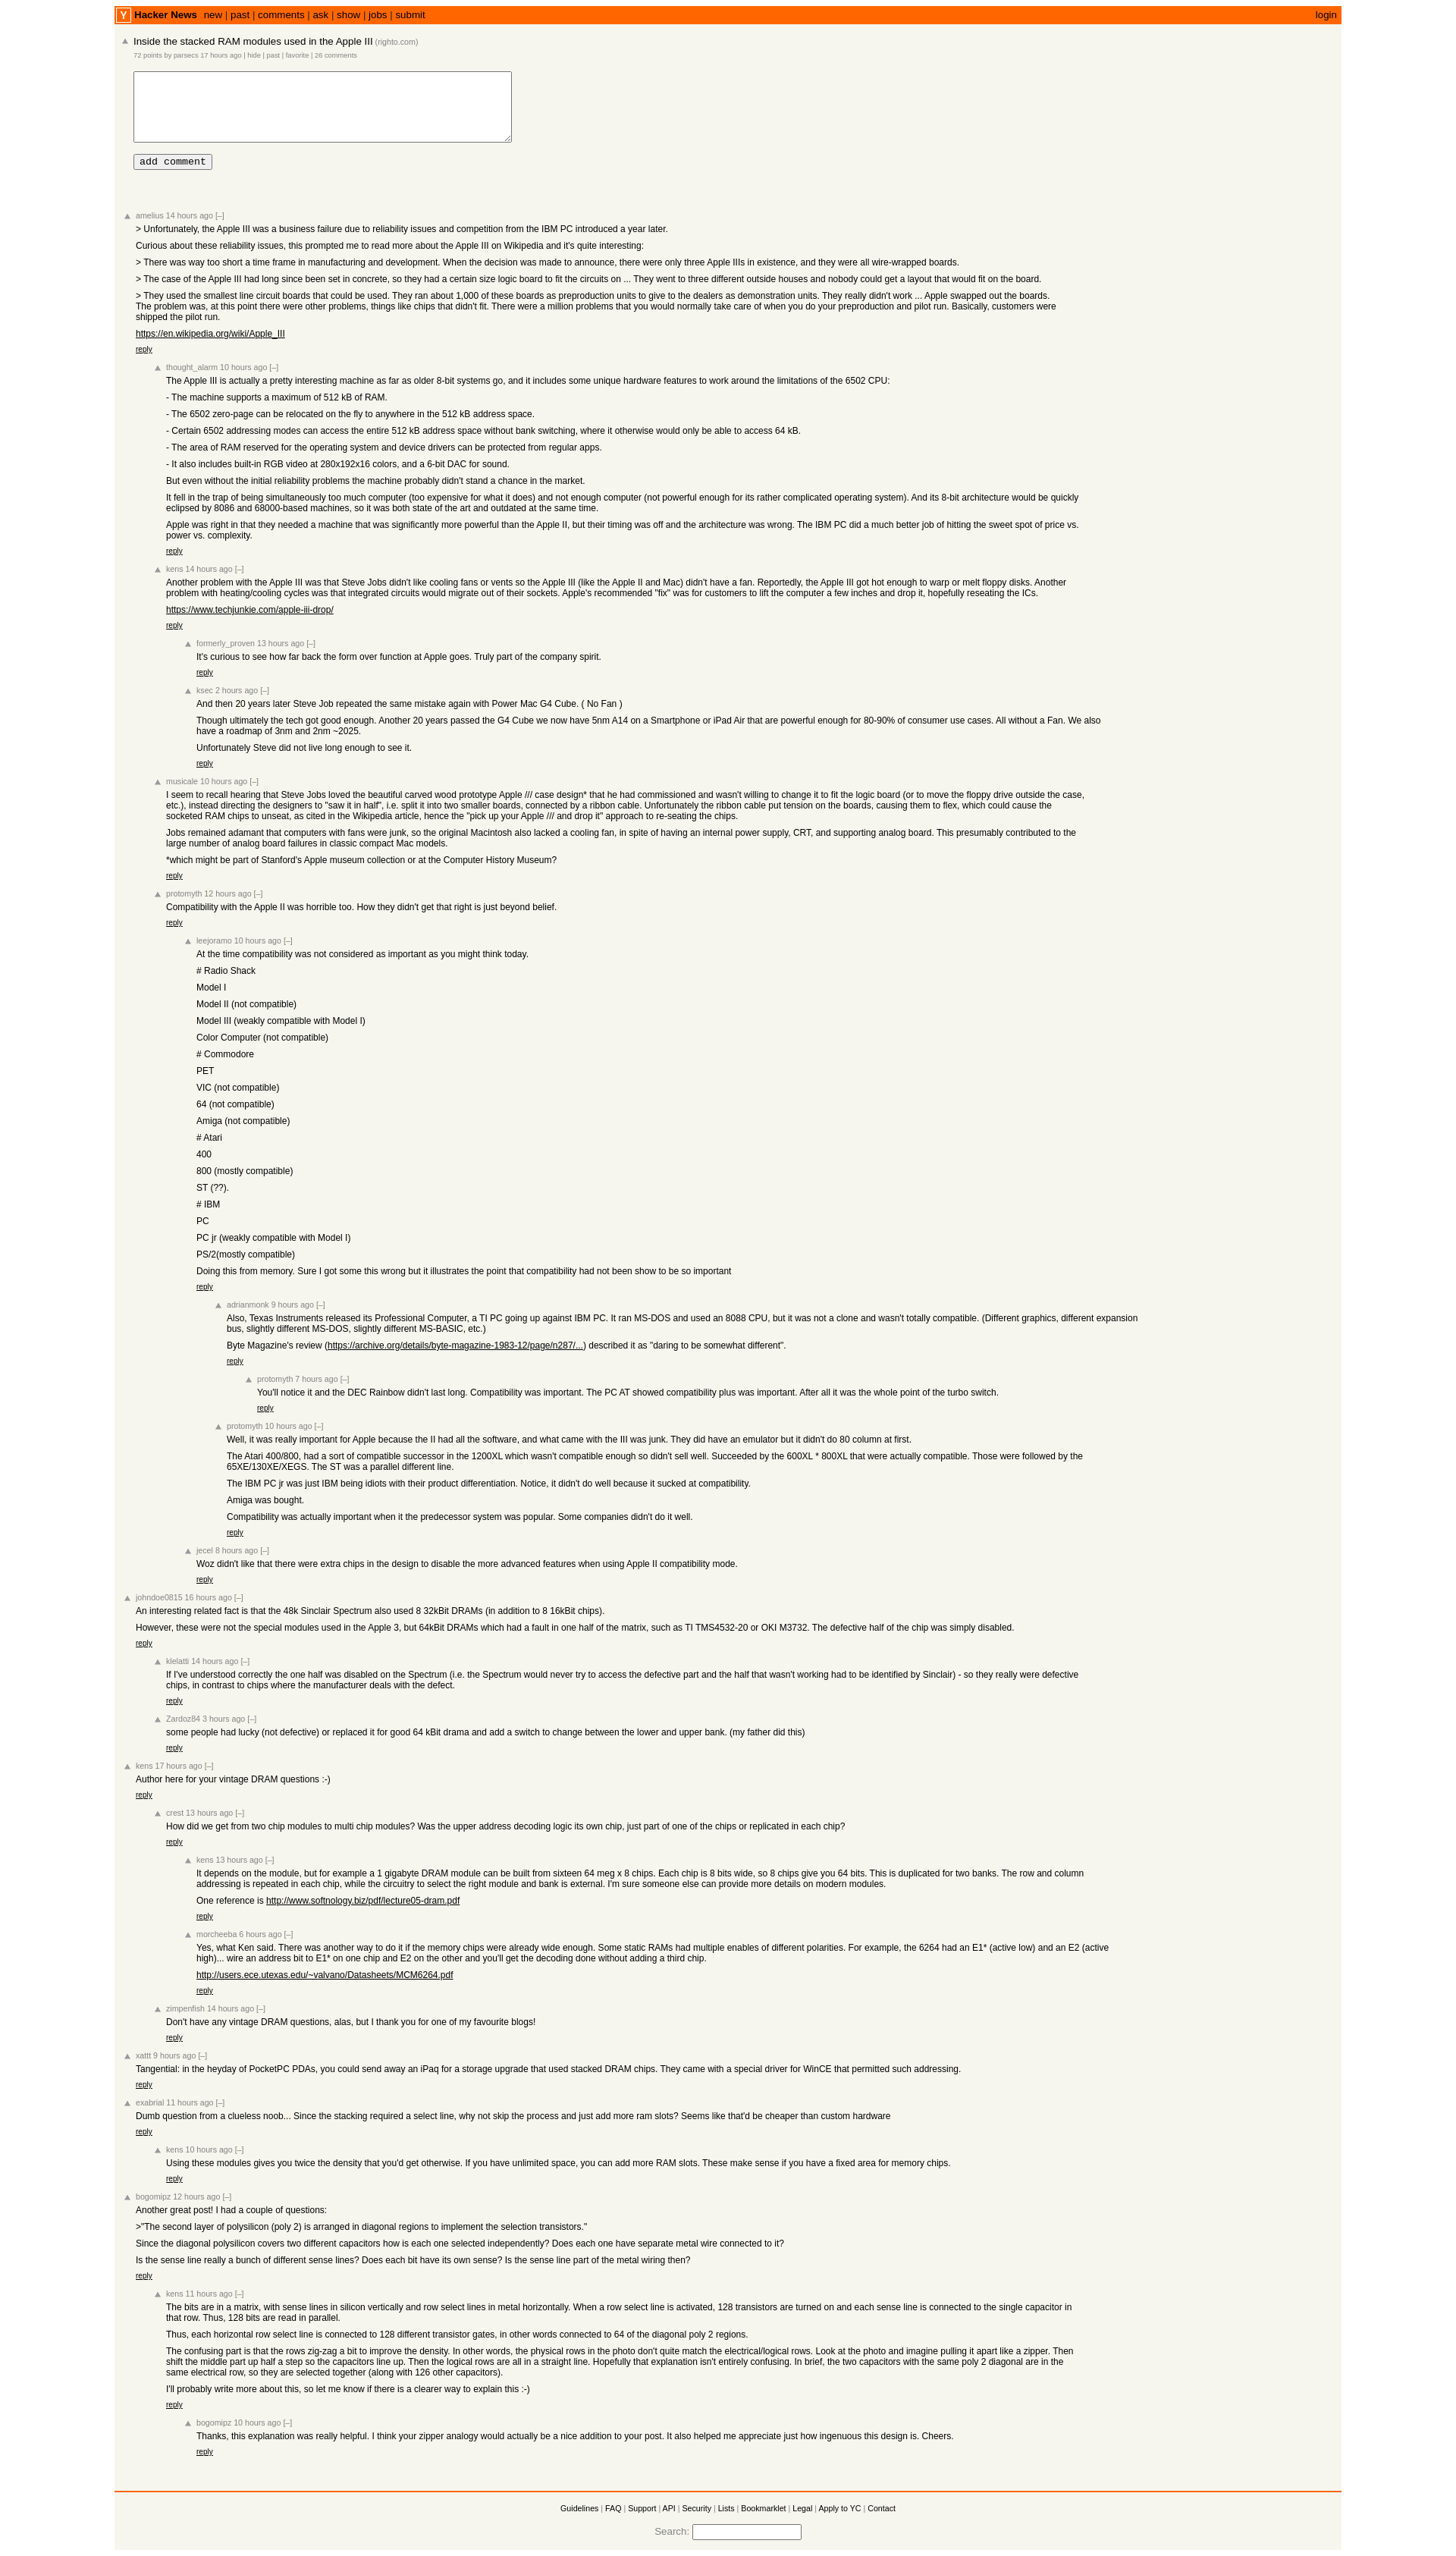 Y Hacker News new | past | comments | ask | show | jobs | submit login
Inside the stacked RAM modules used in the Apple III (righto.com)
72 points by parsecs 17 hours ago | hide | past | favorite | 26 comments
add comment
amelius 14 hours ago [–]
> Unfortunately, the Apple III was a business failure due to reliability issues and competition from the IBM PC introduced a year later.
Curious about these reliability issues, this prompted me to read more about the Apple III on Wikipedia and it's quite interesting:
> There was way too short a time frame in manufacturing and development. When the decision was made to announce, there were only three Apple IIIs in existence, and they were all wire-wrapped boards.
> The case of the Apple III had long since been set in concrete, so they had a certain size logic board to fit the circuits on ... They went to three different outside houses and nobody could get a layout that would fit on the board.
> They used the smallest line circuit boards that could be used. They ran about 1,000 of these boards as preproduction units to give to the dealers as demonstration units. They really didn't work ... Apple swapped out the boards.
The problem was, at this point there were other problems, things like chips that didn't fit. There were a million problems that you would normally take care of when you do your preproduction and pilot run. Basically, customers were
shipped the pilot run.
https://en.wikipedia.org/wiki/Apple_III
reply
thought_alarm 10 hours ago [–]
The Apple III is actually a pretty interesting machine as far as older 8-bit systems go, and it includes some unique hardware features to work around the limitations of the 6502 CPU:
- The machine supports a maximum of 512 kB of RAM.
- The 6502 zero-page can be relocated on the fly to anywhere in the 512 kB address space.
- Certain 6502 addressing modes can access the entire 512 kB address space without bank switching, where it otherwise would only be able to access 64 kB.
- The area of RAM reserved for the operating system and device drivers can be protected from regular apps.
- It also includes built-in RGB video at 280x192x16 colors, and a 6-bit DAC for sound.
But even without the initial reliability problems the machine probably didn't stand a chance in the market.
It fell in the trap of being simultaneously too much computer (too expensive for what it does) and not enough computer (not powerful enough for its rather complicated operating system). And its 8-bit architecture would be quickly
eclipsed by 8086 and 68000-based machines, so it was both state of the art and outdated at the same time.
Apple was right in that they needed a machine that was significantly more powerful than the Apple II, but their timing was off and the architecture was wrong. The IBM PC did a much better job of hitting the sweet spot of price vs.
power vs. complexity.
reply
kens 14 hours ago [–]
Another problem with the Apple III was that Steve Jobs didn't like cooling fans or vents so the Apple III (like the Apple II and Mac) didn't have a fan. Reportedly, the Apple III got hot enough to warp or melt floppy disks. Another
problem with heating/cooling cycles was that integrated circuits would migrate out of their sockets. Apple's recommended "fix" was for customers to lift the computer a few inches and drop it, hopefully reseating the ICs.
https://www.techjunkie.com/apple-iii-drop/
reply
formerly_proven 13 hours ago [–]
It's curious to see how far back the form over function at Apple goes. Truly part of the company spirit.
reply
ksec 2 hours ago [–]
And then 20 years later Steve Job repeated the same mistake again with Power Mac G4 Cube. ( No Fan )
Though ultimately the tech got good enough. Another 20 years passed the G4 Cube we now have 5nm A14 on a Smartphone or iPad Air that are powerful enough for 80-90% of consumer use cases. All without a Fan. We also
have a roadmap of 3nm and 2nm ~2025.
Unfortunately Steve did not live long enough to see it.
reply
musicale 10 hours ago [–]
I seem to recall hearing that Steve Jobs loved the beautiful carved wood prototype Apple /// case design* that he had commissioned and wasn't willing to change it to fit the logic board (or to move the floppy drive outside the case,
etc.), instead directing the designers to "saw it in half", i.e. split it into two smaller boards, connected by a ribbon cable. Unfortunately the ribbon cable put tension on the boards, causing them to flex, which could cause the
socketed RAM chips to unseat, as cited in the Wikipedia article, hence the "pick up your Apple /// and drop it" approach to re-seating the chips.
Jobs remained adamant that computers with fans were junk, so the original Macintosh also lacked a cooling fan, in spite of having an internal power supply, CRT, and supporting analog board. This presumably contributed to the
large number of analog board failures in classic compact Mac models.
*which might be part of Stanford's Apple museum collection or at the Computer History Museum?
reply
protomyth 12 hours ago [–]
Compatibility with the Apple II was horrible too. How they didn't get that right is just beyond belief.
reply
leejoramo 10 hours ago [–]
At the time compatibility was not considered as important as you might think today.
# Radio Shack
Model I
Model II (not compatible)
Model III (weakly compatible with Model I)
Color Computer (not compatible)
# Commodore
PET
VIC (not compatible)
64 (not compatible)
Amiga (not compatible)
# Atari
400
800 (mostly compatible)
ST (??).
# IBM
PC
PC jr (weakly compatible with Model I)
PS/2(mostly compatible)
Doing this from memory. Sure I got some this wrong but it illustrates the point that compatibility had not been show to be so important
reply
adrianmonk 9 hours ago [–]
Also, Texas Instruments released its Professional Computer, a TI PC going up against IBM PC. It ran MS-DOS and used an 8088 CPU, but it was not a clone and wasn't totally compatible. (Different graphics, different expansion
bus, slightly different MS-DOS, slightly different MS-BASIC, etc.)
Byte Magazine's review (https://archive.org/details/byte-magazine-1983-12/page/n287/...) described it as "daring to be somewhat different".
reply
protomyth 7 hours ago [–]
You'll notice it and the DEC Rainbow didn't last long. Compatibility was important. The PC AT showed compatibility plus was important. After all it was the whole point of the turbo switch.
reply
protomyth 10 hours ago [–]
Well, it was really important for Apple because the II had all the software, and what came with the III was junk. They did have an emulator but it didn't do 80 column at first.
The Atari 400/800, had a sort of compatible successor in the 1200XL which wasn't compatible enough so didn't sell well. Succeeded by the 600XL * 800XL that were actually compatible. Those were followed by the
65XE/130XE/XEGS. The ST was a parallel different line.
The IBM PC jr was just IBM being idiots with their product differentiation. Notice, it didn't do well because it sucked at compatibility.
Amiga was bought.
Compatibility was actually important when it the predecessor system was popular. Some companies didn't do it well.
reply
jecel 8 hours ago [–]
Woz didn't like that there were extra chips in the design to disable the more advanced features when using Apple II compatibility mode.
reply
johndoe0815 16 hours ago [–]
An interesting related fact is that the 48k Sinclair Spectrum also used 8 32kBit DRAMs (in addition to 8 16kBit chips).
However, these were not the special modules used in the Apple 3, but 64kBit DRAMs which had a fault in one half of the matrix, such as TI TMS4532-20 or OKI M3732. The defective half of the chip was simply disabled.
reply
klelatti 14 hours ago [–]
If I've understood correctly the one half was disabled on the Spectrum (i.e. the Spectrum would never try to access the defective part and the half that wasn't working had to be identified by Sinclair) - so they really were defective
chips, in contrast to chips where the manufacturer deals with the defect.
reply
Zardoz84 3 hours ago [–]
some people had lucky (not defective) or replaced it for good 64 kBit drama and add a switch to change between the lower and upper bank. (my father did this)
reply
kens 17 hours ago [–]
Author here for your vintage DRAM questions :-)
reply
crest 13 hours ago [–]
How did we get from two chip modules to multi chip modules? Was the upper address decoding logic its own chip, just part of one of the chips or replicated in each chip?
reply
kens 13 hours ago [–]
It depends on the module, but for example a 1 gigabyte DRAM module can be built from sixteen 64 meg x 8 chips. Each chip is 8 bits wide, so 8 chips give you 64 bits. This is duplicated for two banks. The row and column
addressing is repeated in each chip, while the circuitry to select the right module and bank is external. I'm sure someone else can provide more details on modern modules.
One reference is http://www.softnology.biz/pdf/lecture05-dram.pdf
reply
morcheeba 6 hours ago [–]
Yes, what Ken said. There was another way to do it if the memory chips were already wide enough. Some static RAMs had multiple enables of different polarities. For example, the 6264 had an E1* (active low) and an E2 (active
high)... wire an address bit to E1* on one chip and E2 on the other and you'll get the decoding done without adding a third chip.
http://users.ece.utexas.edu/~valvano/Datasheets/MCM6264.pdf
reply
zimpenfish 14 hours ago [–]
Don't have any vintage DRAM questions, alas, but I thank you for one of my favourite blogs!
reply
xattt 9 hours ago [–]
Tangential: in the heyday of PocketPC PDAs, you could send away an iPaq for a storage upgrade that used stacked DRAM chips. They came with a special driver for WinCE that permitted such addressing.
reply
exabrial 11 hours ago [–]
Dumb question from a clueless noob... Since the stacking required a select line, why not skip the process and just add more ram slots? Seems like that'd be cheaper than custom hardware
reply
kens 10 hours ago [–]
Using these modules gives you twice the density that you'd get otherwise. If you have unlimited space, you can add more RAM slots. These make sense if you have a fixed area for memory chips.
reply
bogomipz 12 hours ago [–]
Another great post! I had a couple of questions:
>"The second layer of polysilicon (poly 2) is arranged in diagonal regions to implement the selection transistors."
Since the diagonal polysilicon covers two different capacitors how is each one selected independently? Does each one have separate metal wire connected to it?
Is the sense line really a bunch of different sense lines? Does each bit have its own sense? Is the sense line part of the metal wiring then?
reply
kens 11 hours ago [–]
The bits are in a matrix, with sense lines in silicon vertically and row select lines in metal horizontally. When a row select line is activated, 128 transistors are turned on and each sense line is connected to the single capacitor in
that row. Thus, 128 bits are read in parallel.
Thus, each horizontal row select line is connected to 128 different transistor gates, in other words connected to 64 of the diagonal poly 2 regions.
The confusing part is that the rows zig-zag a bit to improve the density. In other words, the physical rows in the photo don't quite match the electrical/logical rows. Look at the photo and imagine pulling it apart like a zipper. Then
shift the middle part up half a step so the capacitors line up. Then the logical rows are all in a straight line. Hopefully that explanation isn't entirely confusing. In brief, the two capacitors with the same poly 2 diagonal are in the
same electrical row, so they are selected together (along with 126 other capacitors).
I'll probably write more about this, so let me know if there is a clearer way to explain this :-)
reply
bogomipz 10 hours ago [–]
Thanks, this explanation was really helpful. I think your zipper analogy would actually be a nice addition to your post. It also helped me appreciate just how ingenuous this design is. Cheers.
reply
Guidelines | FAQ | Support | API | Security | Lists | Bookmarklet | Legal | Apply to YC | Contact
Search: